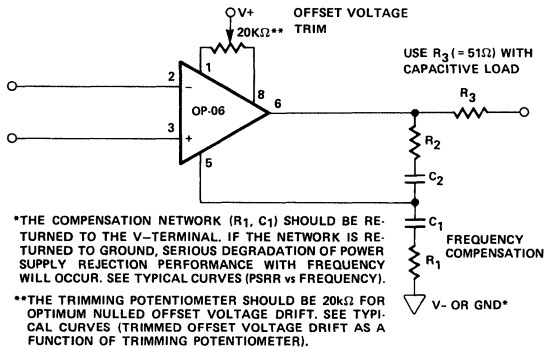 V+
OFFSET VOLTAGE
TRIM
20KΩ**
USE R3 (= 51Ω) WITH
CAPACITIVE LOAD
R3
1
2
−
8
OP-06
6
3
+
5
R2
C2
C1
FREQUENCY
COMPENSATION
R1
V- OR GND*
*THE COMPENSATION NETWORK (R1, C1) SHOULD BE RE-
TURNED TO THE V–TERMINAL. IF THE NETWORK IS RE-
TURNED TO GROUND, SERIOUS DEGRADATION OF POWER
SUPPLY REJECTION PERFORMANCE WITH FREQUENCY
WILL OCCUR. SEE TYPICAL CURVES (PSRR vs FREQUENCY).
**THE TRIMMING POTENTIOMETER SHOULD BE 20kΩ FOR
OPTIMUM NULLED OFFSET VOLTAGE DRIFT. SEE TYPI-
CAL CURVES (TRIMMED OFFSET VOLTAGE DRIFT AS A
FUNCTION OF TRIMMING POTENTIOMETER).